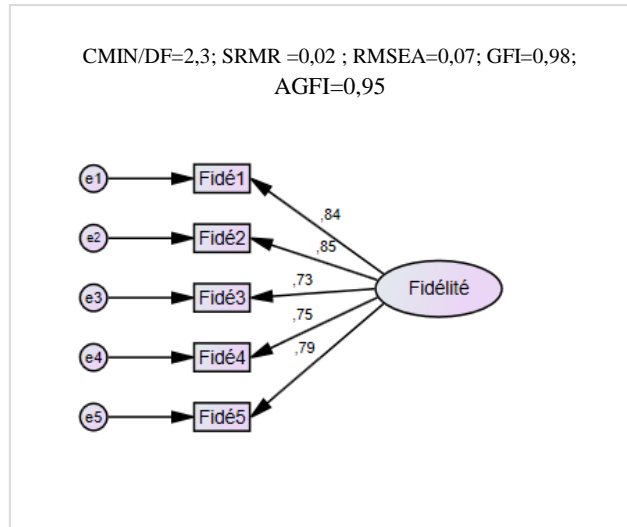 CMIN/DF=2,3; SRMR =0,02 ; RMSEA=0,07; GFI=0,98;
AGFI=0,95
e1 Fidé1
,84
e2 Fidé2
,85
e3 Fidé3
,73
Fidélité
e4 Fidé4
,75
e5 Fidé5
,79